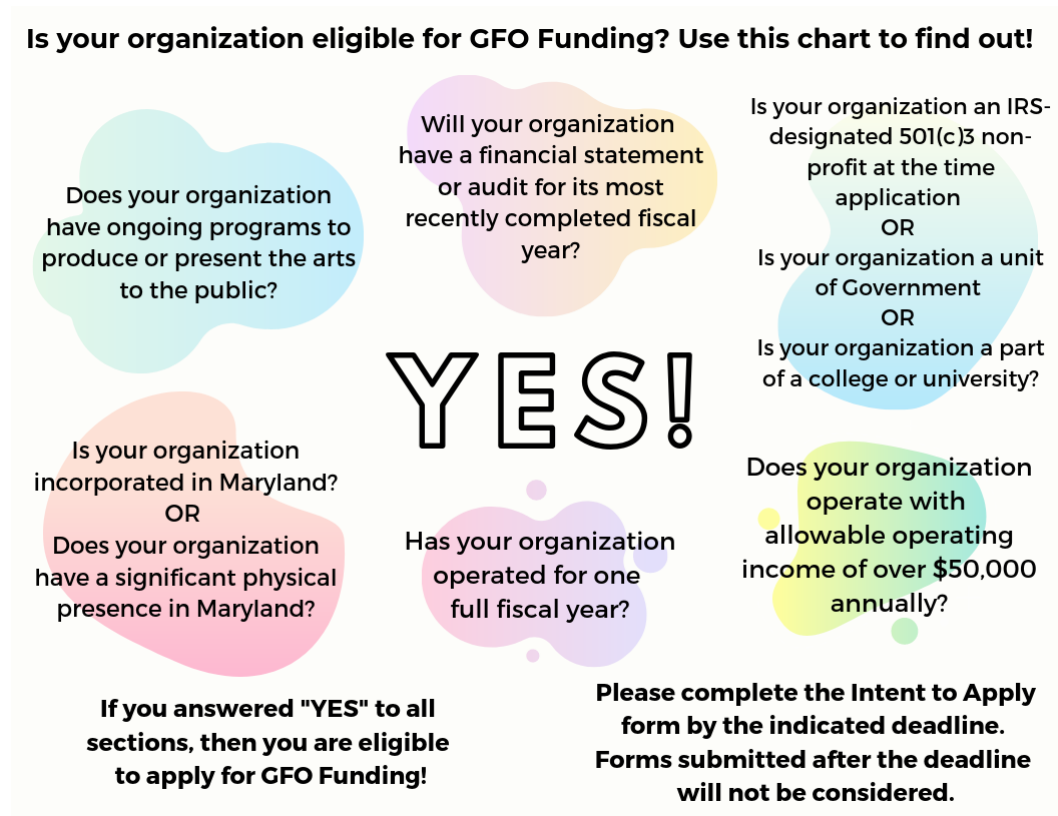 Is your organization eligible for GFO Funding? Use this chart to find out!
Does your organization
have ongoing programs to
produce or present the arts
to the public?
Will your organization
have a financial statement
or audit for its most
recently completed fiscal
year?
Is your organization an IRS-
designated 501(c)3 non-
profit at the time
application
OR
Is your organization a unit
of Government
OR
Is your organization a part
of a college or university?
YES!
Is your organization
incorporated in Maryland?
OR
Does your organization
have a significant physical
presence in Maryland?
Has your organization
operated for one
full fiscal year?
Does your organization
operate with
allowable operating
income of over $50,000
annually?
If you answered "YES" to all
sections, then you are eligible
to apply for GFO Funding!
Please complete the Intent to Apply
form by the indicated deadline.
Forms submitted after the deadline
will not be considered.